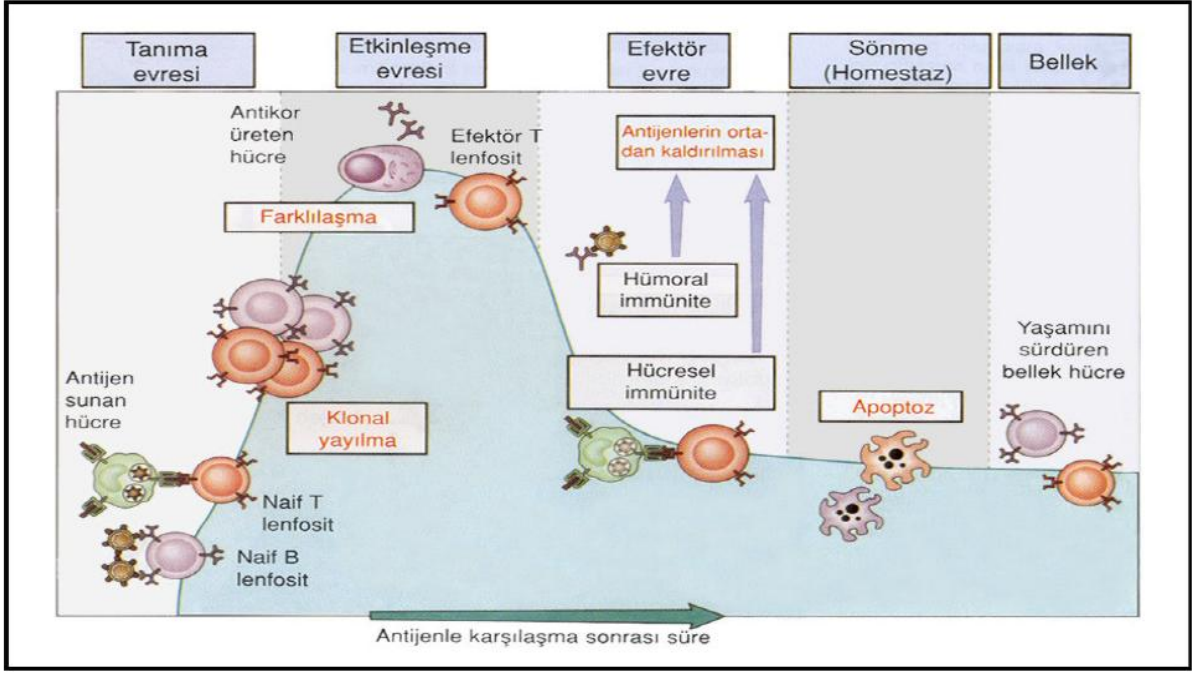 Tanıma
evresi
Etkinleşme
evresi
Efektör
evre
Sönme
(Homestaz)
Bellek
Antikor
üreten
hücre
Efektör T
lenfosit
Antijenlerin orta-
dan kaldırılması
Farklılaşma
Hümoral
immünite
Yaşamını
sürdüren
bellek hücre
Antijen
sunan
hücre
Hücresel
immünite
Klonal
yayılma
Apoptoz
Naif T
lenfosit
Naif B
lenfosit
Antijenle karşılaşma sonrası süre